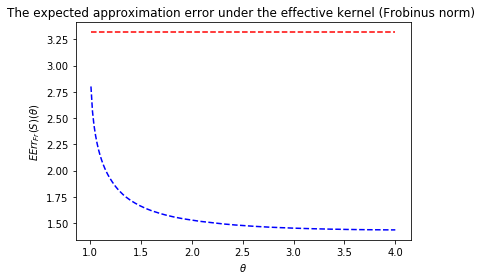 The expected approximation error under the effective kernel (Frobinus norm)
EErr_{Fr}(S)(θ)
3.25
3.00
2.75
2.50
2.25
2.00
1.75
1.50
1.0 1.5 2.0 2.5 3.0 3.5 4.0
θ